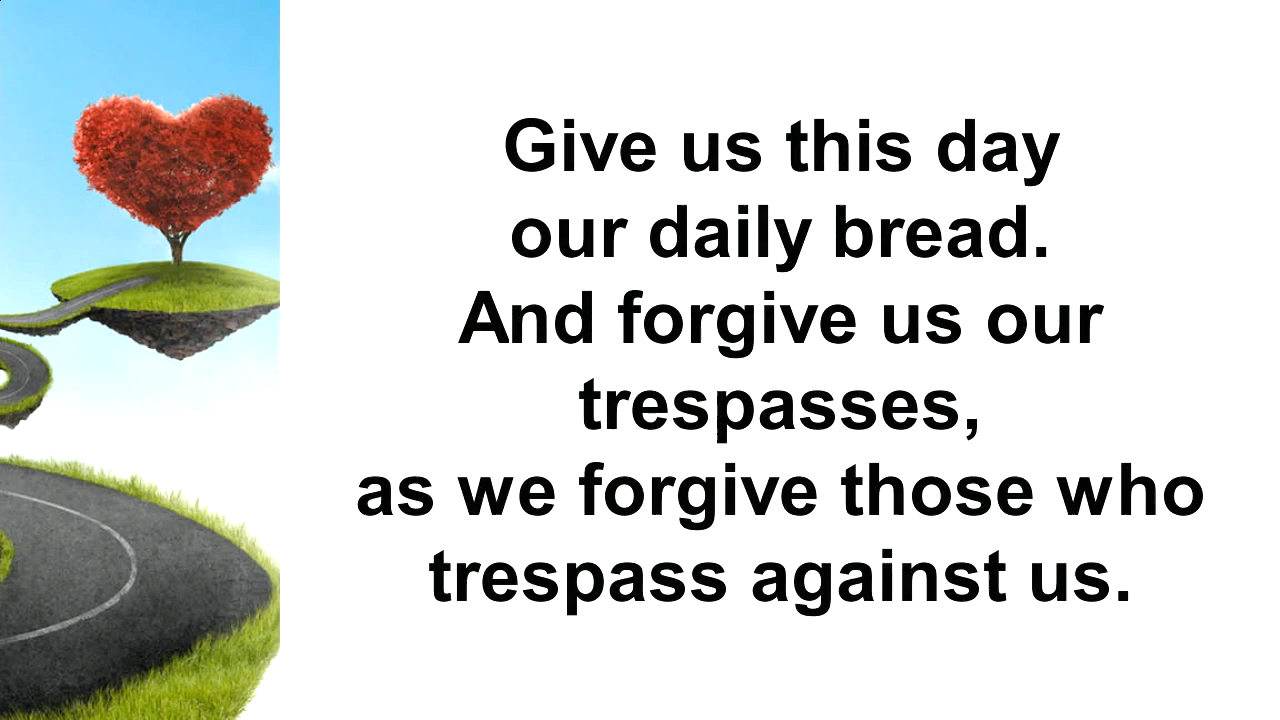 Give us this day
our daily bread.
And forgive us our
trespasses,
as we forgive those who
trespass against us.